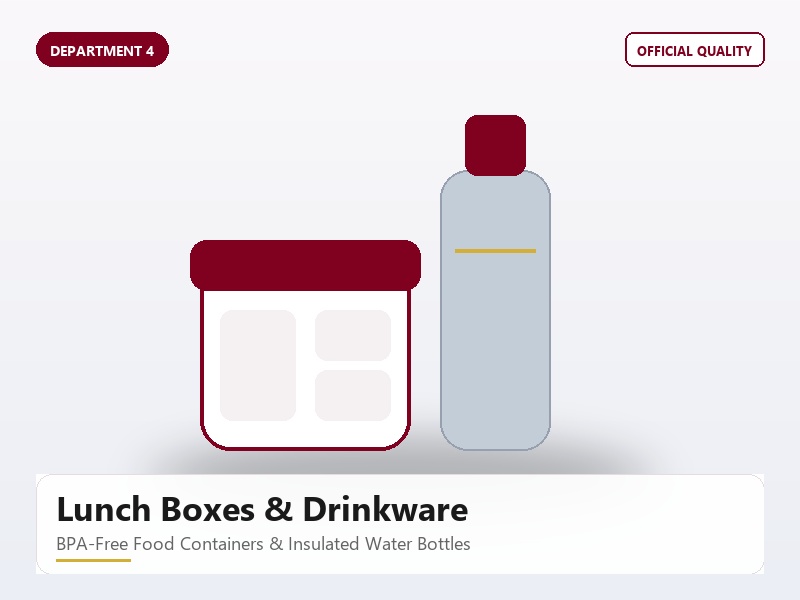 DEPARTMENT 4
OFFICIAL QUALITY
Lunch Boxes & Drinkware
BPA-Free Food Containers & Insulated Water Bottles